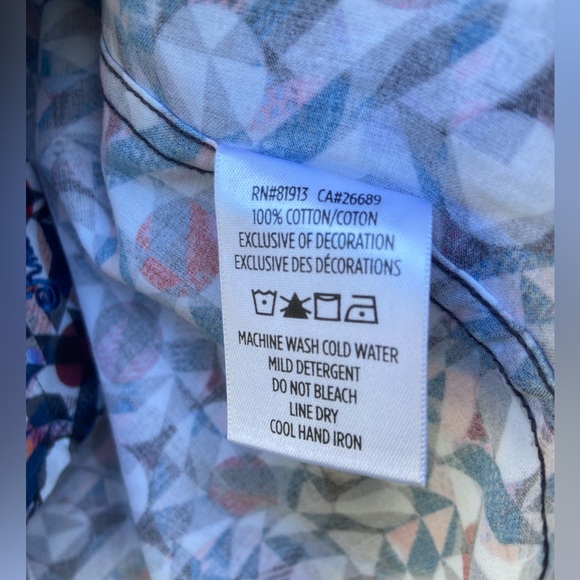 RN#81913 CA#26689
100% COTTON/COTON
EXCLUSIVE OF DECORATION
EXCLUSIVE DES DÉCORATIONS
MACHINE WASH COLD WATER
MILD DETERGENT
DO NOT BLEACH
LINE DRY
COOL HAND IRON